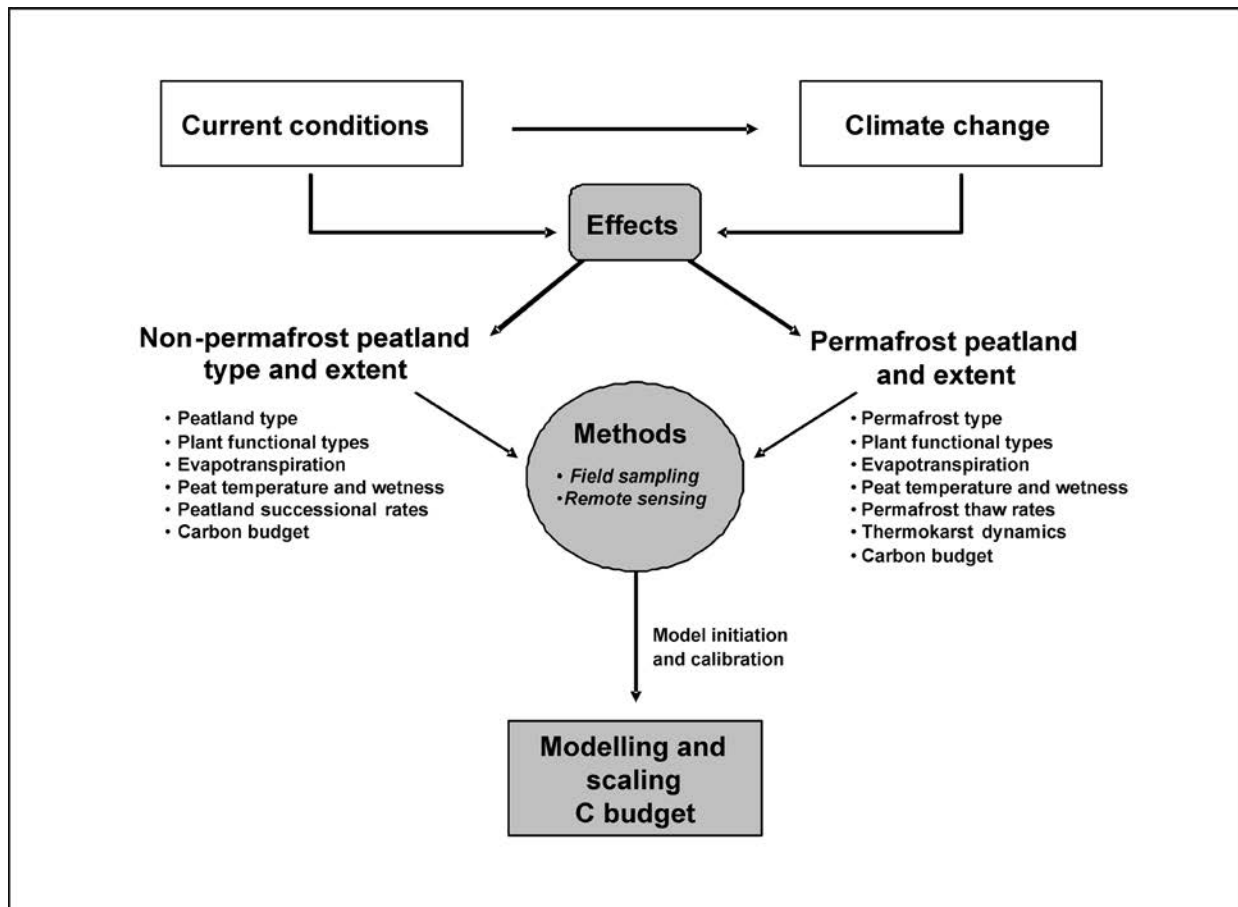 Current conditions
Climate change
Effects
Non-permafrost peatland
type and extent
• Peatland type
• Plant functional types
• Evapotranspiration
• Peat temperature and wetness
• Peatland successional rates
• Carbon budget
Methods
• Field sampling
•Remote sensing
Permafrost peatland
and extent
• Permafrost type
• Plant functional types
• Evapotranspiration
• Peat temperature and wetness
• Permafrost thaw rates
• Thermokarst dynamics
• Carbon budget
Model initiation
and calibration
Modelling and
scaling
C budget